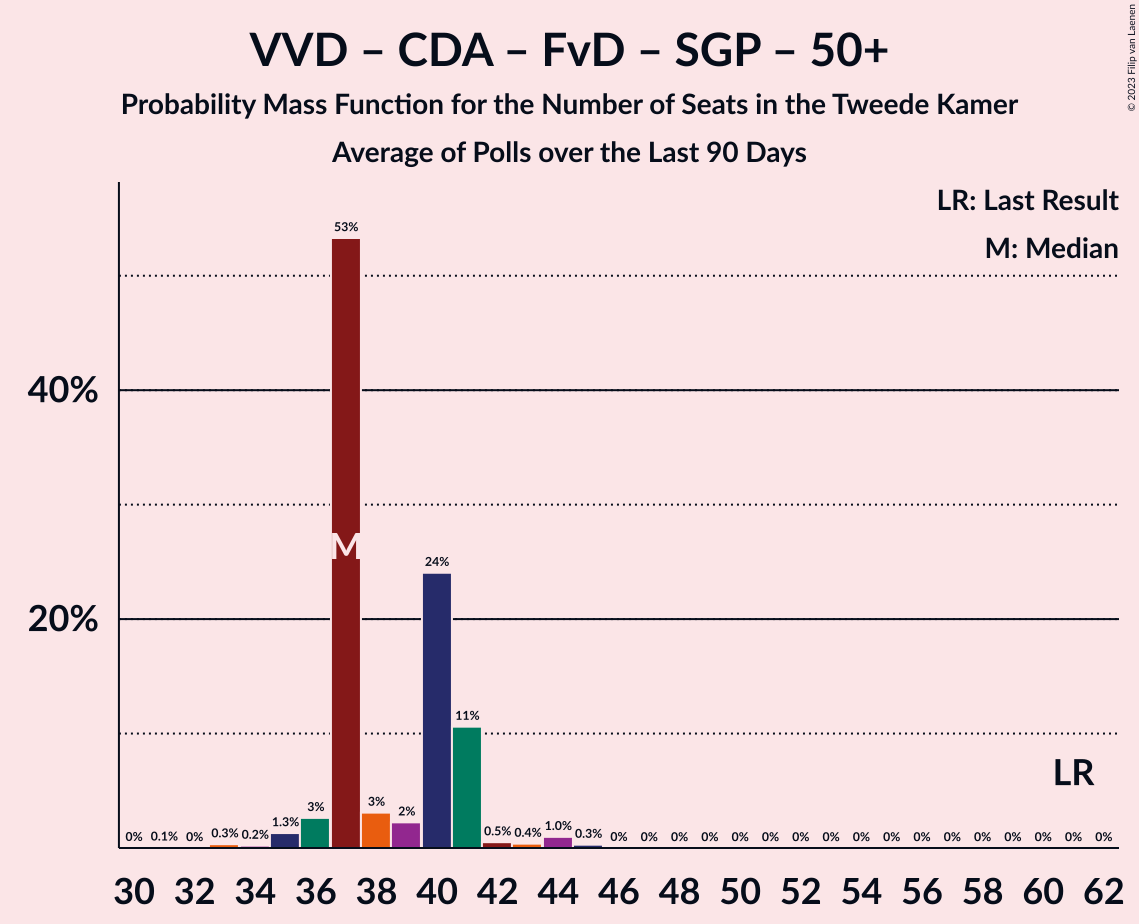 VVD – CDA – FvD – SGP – 50+
Probability Mass Function for the Number of Seats in the Tweede Kamer
Average of Polls over the Last 90 Days
© 2023 Filip van Laenen
LR: Last Result
M: Median
40%
20%
0% 0.1% 0% 0.3% 0.2% 1.3% 3% 53% 3% 2% 24% 11% 0.5% 0.4% 1.0% 0.3% 0% 0% 0% 0% 0% 0% 0% 0% 0% 0% 0% 0% 0% 0% 0% 0% 0%
M
LR
30 32 34 36 38 40 42 44 46 48 50 52 54 56 58 60 62